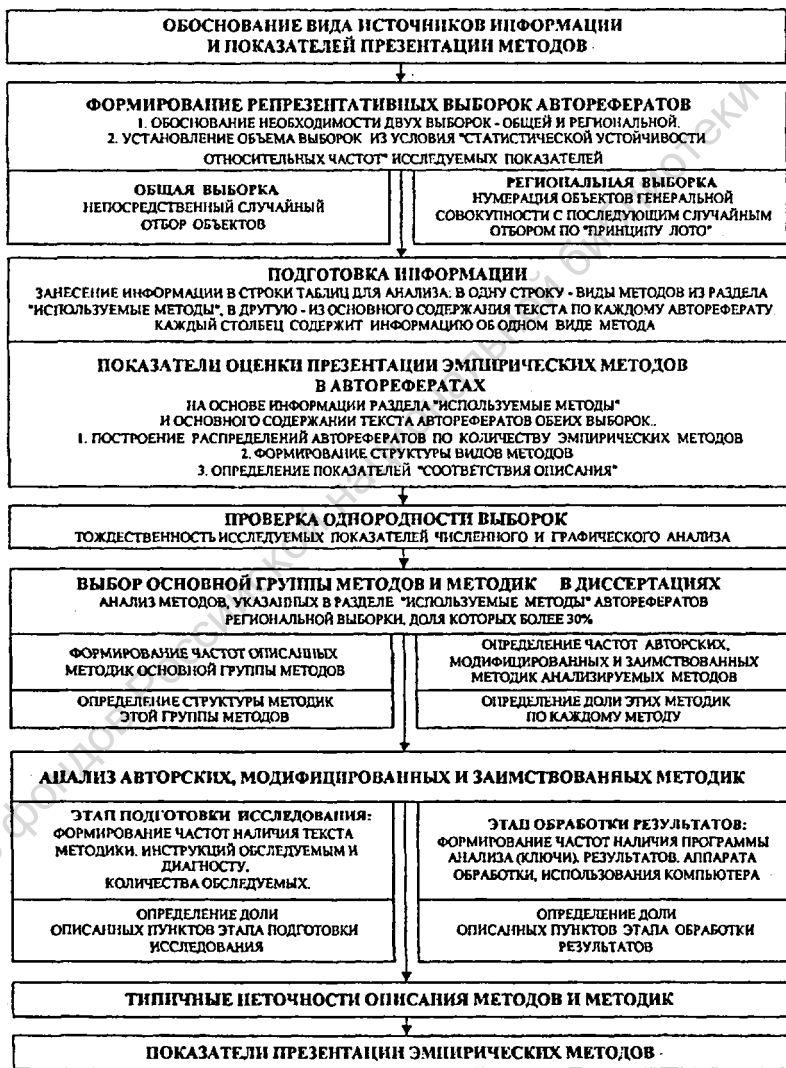 ОБОСНОВАНИЕ ВИДА ИСТОЧНИКОВ ИНФОРМАЦИИ
И ПОКАЗАТЕЛЕЙ ПРЕЗЕНТАЦИИ МЕТОДОВ
ФОРМИРОВАНИЕ РЕПРЕЗЕНТАТИВНЫХ ВЫБОРОК АВТОРЕФЕРАТОВ
1. ОБОСНОВАНИЕ НЕОБХОДИМОСТИ ДВУХ ВЫБОРОК - ОБЩЕЙ И РЕГИОНАЛЬНОЙ.
2. УСТАНОВЛЕНИЕ ОБЪЕМА ВЫБОРОК ИЗ УСЛОВИЯ "СТАТИСТИЧЕСКОЙ УСТОЙЧИВОСТИ
ОТНОСИТЕЛЬНЫХ ЧАСТОТ" ИССЛЕДУЕМЫХ ПОКАЗАТЕЛЕЙ
ОБЩАЯ ВЫБОРКА
НЕПОСРЕДСТВЕННЫЙ СЛУЧАЙНЫЙ
ОТБОР ОБЪЕКТОВ
РЕГИОНАЛЬНАЯ ВЫБОРКА
НУМЕРАЦИЯ ОБЪЕКТОВ ГЕНЕРАЛЬНОЙ
СОВОКУПНОСТИ С ПОСЛЕДУЮЩИМ СЛУЧАЙНЫМ
ОТБОРОМ ПО "ПРИНЦИПУ ЛОТО"
ПОДГОТОВКА ИНФОРМАЦИИ
ЗАНЕСЕНИЕ ИНФОРМАЦИИ В СТРОКИ ТАБЛИЦ ДЛЯ АНАЛИЗА: В ОДНУ СТРОКУ - ВИДЫ МЕТОДОВ ИЗ РАЗДЕЛА
"ИСПОЛЬЗУЕМЫЕ МЕТОДЫ", В ДРУГУЮ - ИЗ ОСНОВНОГО СОДЕРЖАНИЯ ТЕКСТА ПО КАЖДОМУ АВТОРЕФЕРАТУ
КАЖДЫЙ СТОЛБЕЦ СОДЕРЖИТ ИНФОРМАЦИЮ ОБ ОДНОМ ВИДЕ МЕТОДА
ПОКАЗАТЕЛИ ОЦЕНКИ ПРЕЗЕНТАЦИИ ЭМПИРИЧЕСКИХ МЕТОДОВ
В АВТОРЕФЕРАТАХ
НА ОСНОВЕ ИНФОРМАЦИИ РАЗДЕЛА "ИСПОЛЬЗУЕМЫЕ МЕТОДЫ"
И ОСНОВНОГО СОДЕРЖАНИИ ТЕКСТА АВТОРЕФЕРАТОВ ОБЕИХ ВЫБОРОК..
1. ПОСТРОЕНИЕ РАСПРЕДЕЛЕНИЙ АВТОРЕФЕРАТОВ ПО КОЛИЧЕСТВУ ЭМПИРИЧЕСКИХ МЕТОДОВ
2. ФОРМИРОВАНИЕ СТРУКТУРЫ ВИДОВ МЕТОДОВ
3. ОПРЕДЕЛЕНИЕ ПОКАЗАТЕЛЕЙ "СООТВЕТСТВИЯ ОПИСАНИЯ"
ПРОВЕРКА ОДНОРОДНОСТИ ВЫБОРОК
ТОЖДЕСТВЕННОСТЬ ИССЛЕДУЕМЫХ ПОКАЗАТЕЛЕЙ ЧИСЛЕННОГО И ГРАФИЧЕСКОГО АНАЛИЗА
ВЫБОР ОСНОВНОЙ ГРУППЫ МЕТОДОВ И МЕТОДИК В ДИССЕРТАЦИЯХ
АНАЛИЗ МЕТОДОВ, УКАЗАННЫХ В РАЗДЕЛЕ "ИСПОЛЬЗУЕМЫЕ МЕТОДЫ" АВТОРЕФЕРАТОВ
РЕГИОНАЛЬНОЙ ВЫБОРКИ, ДОЛЯ КОТОРЫХ БОЛЕЕ 30%
ФОРМИРОВАНИЕ ЧАСТОТ ОПИСАННЫХ
МЕТОДИК ОСНОВНОЙ ГРУППЫ МЕТОДОВ
ОПРЕДЕЛЕНИЕ ЧАСТОТ АВТОРСКИХ,
МОДИФИЦИРОВАННЫХ И ЗАИМСТВОВАННЫХ
МЕТОДИК АНАЛИЗИРУЕМЫХ МЕТОДОВ
ОПРЕДЕЛЕНИЕ СТРУКТУРЫ МЕТОДИК
ЭТОЙ ГРУППЫ МЕТОДОВ
ОПРЕДЕЛЕНИЕ ДОЛИ ЭТИХ МЕТОДИК
ПО КАЖДОМУ МЕТОДУ
АНАЛИЗ АВТОРСКИХ, МОДИФИЦИРОВАННЫХ И ЗАИМСТВОВАННЫХ МЕТОДИК
ЭТАП ПОДГОТОВКИ ИССЛЕДОВАНИЯ:
ФОРМИРОВАНИЕ ЧАСТОТ НАЛИЧИЯ ТЕКСТА
МЕТОДИКИ. ИНСТРУКЦИЙ ОБСЛЕДУЕМЫМ И
ДИАГНОСТУ.
КОЛИЧЕСТВА ОБСЛЕДУЕМЫХ.
ЭТАП ОБРАБОТКИ РЕЗУЛЬТАТОВ:
ФОРМИРОВАНИЕ ЧАСТОТ НАЛИЧИЯ ПРОГРАММЫ
АНАЛИЗА (КЛЮЧИ), РЕЗУЛЬТАТОВ. АППАРАТА
ОБРАБОТКИ, ИСПОЛЬЗОВАНИЯ КОМПЬЮТЕРА
ОПРЕДЕЛЕНИЕ ДОЛИ
ОПИСАННЫХ ПУНКТОВ ЭТАПА ПОДГОТОВКИ
ИССЛЕДОВАНИЯ
ОПРЕДЕЛЕНИЕ ДОЛИ
ОПИСАННЫХ ПУНКТОВ ЭТАПА ОБРАБОТКИ
РЕЗУЛЬТАТОВ
ТИПИЧНЫЕ НЕТОЧНОСТИ ОПИСАНИЯ МЕТОДОВ И МЕТОДИК
ПОКАЗАТЕЛИ ПРЕЗЕНТАЦИИ ЭМПИРИЧЕСКИХ МЕТОДОВ
фондов Российской национальной библиотеки